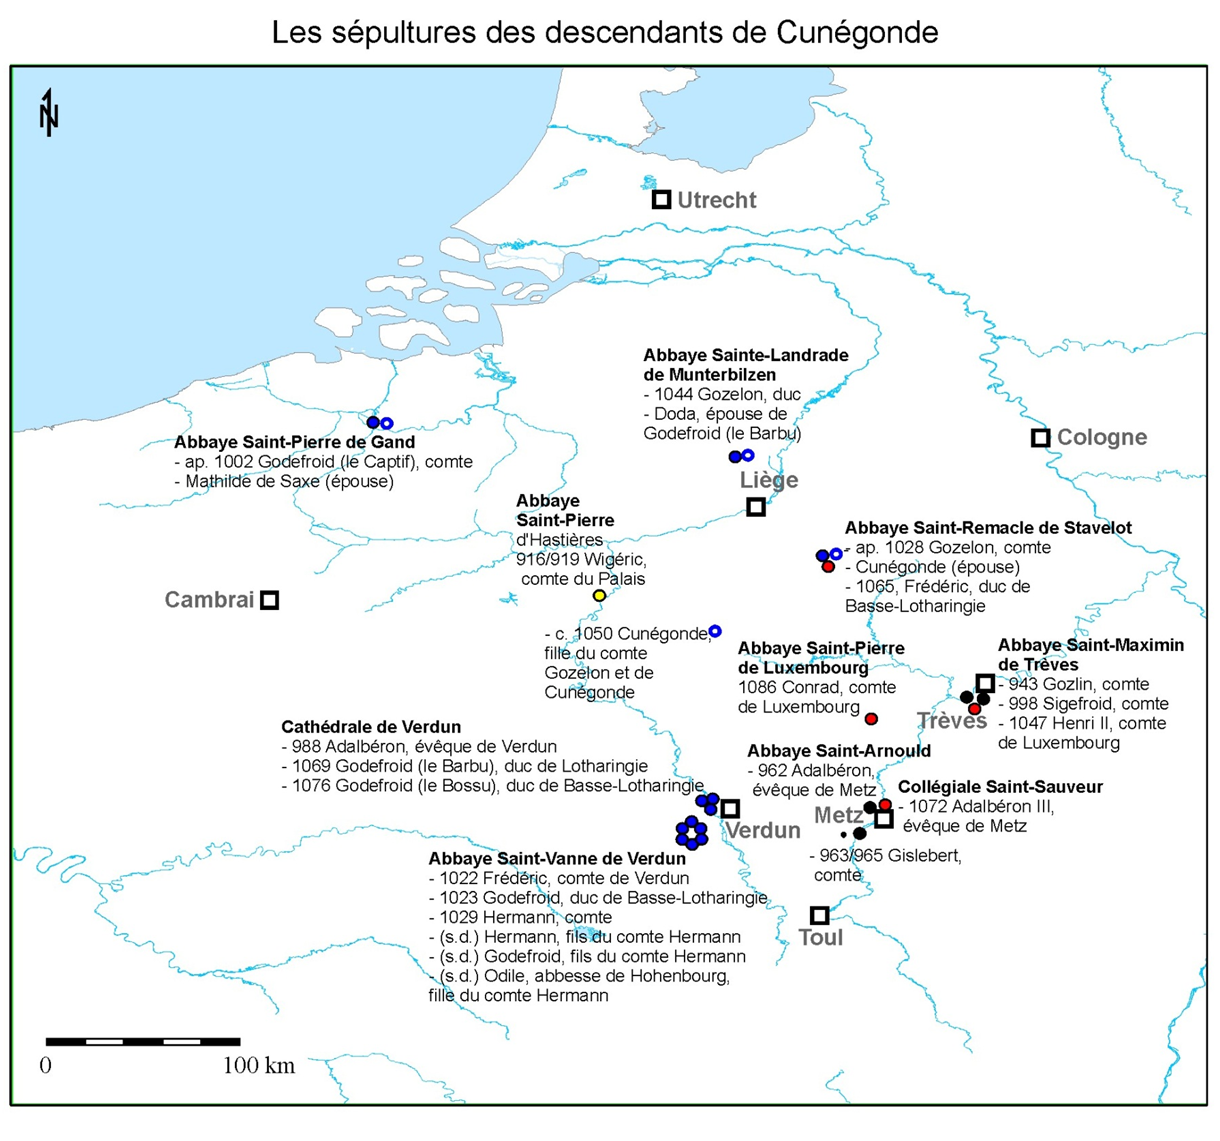 Les sépultures des descendants de Cunégonde
N
Utrecht
Abbaye Sainte-Landrade
de Munterbilzen
- 1044 Gozelon, duc
- Doda, épouse de
Godefroid (le Barbu)
Liège
Cologne
Abbaye Saint-Pierre de Gand
- ap. 1002 Godefroid (le Captif), comte
- Mathilde de Saxe (épouse)
Abbaye
Saint-Pierre
d'Hastières
916/919 Wigéric,
comte du Palais
Abbaye Saint-Remacle de Stavelot
- ap. 1028 Gozelon, comte
- Cunégonde (épouse)
- 1065, Frédéric, duc de
Basse-Lotharingie
Cambrai
- c. 1050 Cunégonde,
fille du comte
Gozelon et de
Cunégonde
Abbaye Saint-Pierre
de Luxembourg
1086 Conrad, comte
de Luxembourg
Abbaye Saint-Maximin
de Trèves
- 943 Gozlin, comte
- 998 Sigefroid, comte
- 1047 Henri II, comte
de Luxembourg
Trèves
Cathédrale de Verdun
- 988 Adalbéron, évêque de Verdun
- 1069 Godefroid (le Barbu), duc de Lotharingie
- 1076 Godefroid (le Bossu), duc de Basse-Lotharingie
Abbaye Saint-Arnould
- 962 Adalbéron,
évêque de Metz
Collégiale Saint-Sauveur
- 1072 Adalbéron III,
évêque de Metz
Metz
Verdun
- 963/965 Gislebert,
comte
Abbaye Saint-Vanne de Verdun
- 1022 Frédéric, comte de Verdun
- 1023 Godefroid, duc de Basse-Lotharingie
- 1029 Hermann, comte
- (s.d.) Hermann, fils du comte Hermann
- (s.d.) Godefroid, fils du comte Hermann
- (s.d.) Odile, abbesse de Hohenbourg,
fille du comte Hermann
Toul
0 100 km